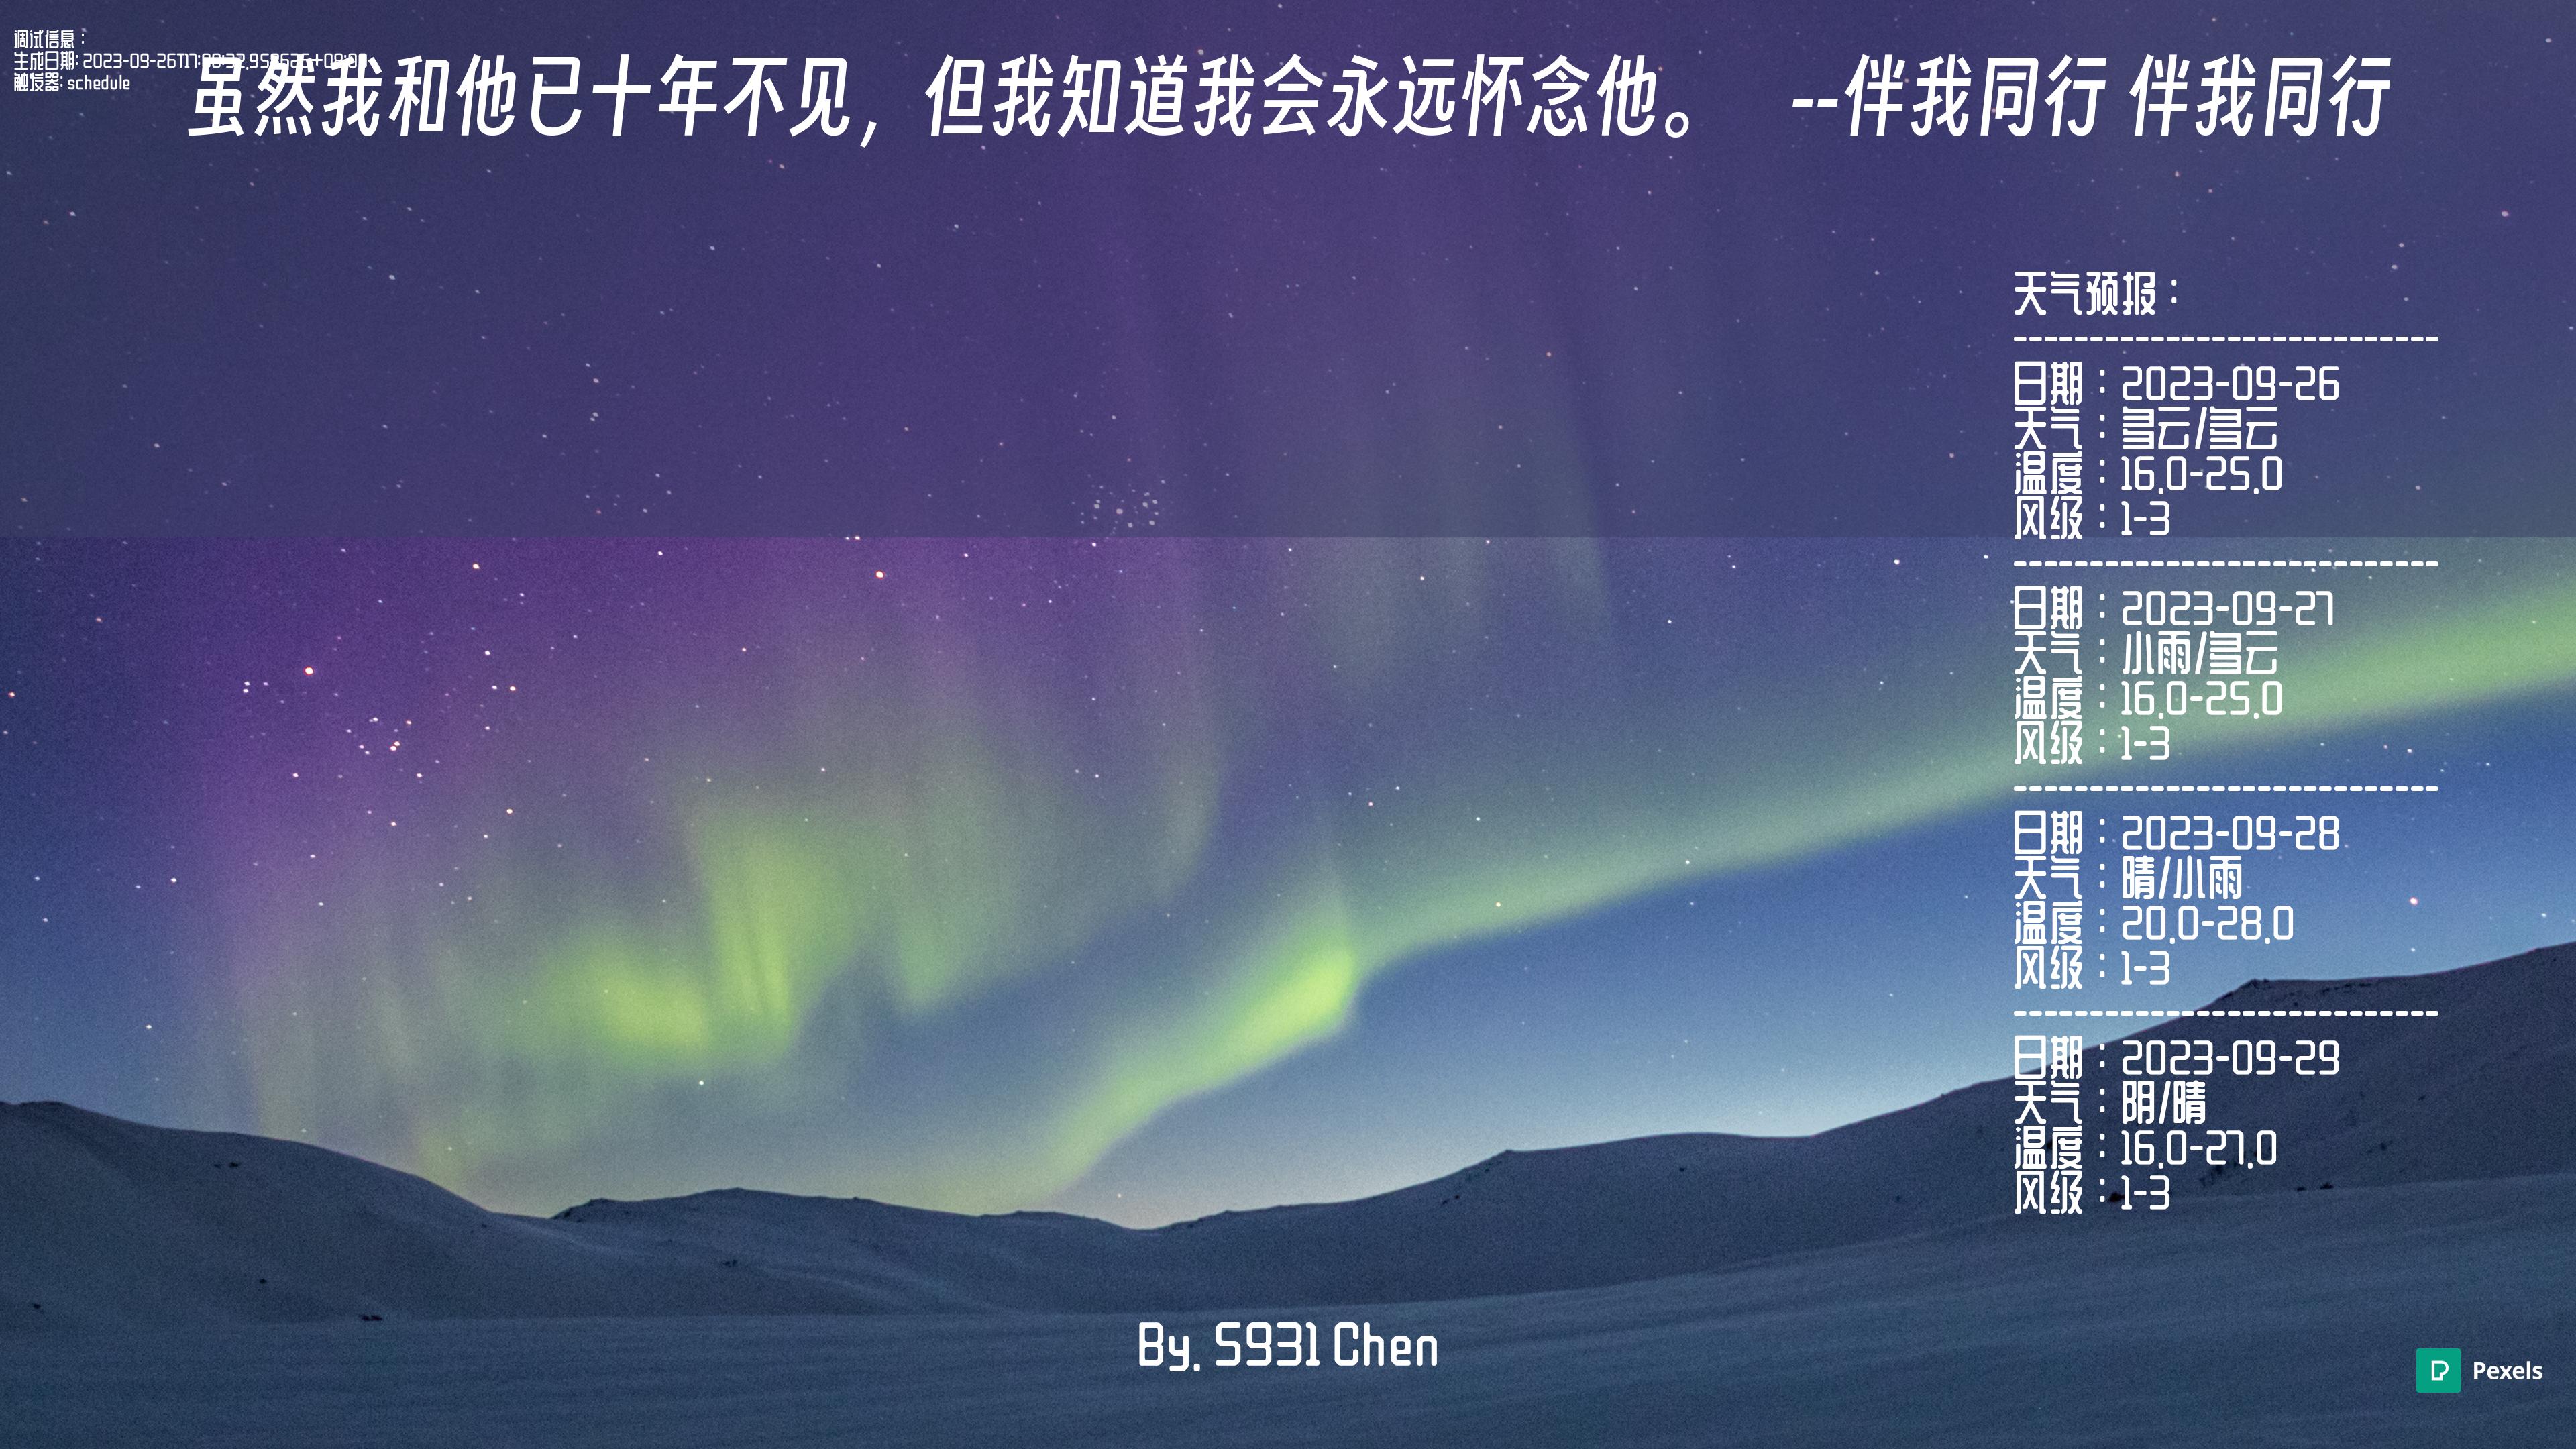 调试信息：
生成日期: 2023-09-26T17:
触发器: schedule
虽然我和他已十年不见，但我知道我会永远怀念他。 --伴我同行 伴我同行
天气预报：
----------------------------
日期：2023-09-26
天气：多云/多云
温度：16.0-25.0
风级：1-3
----------------------------
日期：2023-09-27
天气：小雨/多云
温度：16.0-25.0
风级：1-3
----------------------------
日期：2023-09-28
天气：晴/小雨
温度：20.0-28.0
风级：1-3
----------------------------
日期：2023-09-29
天气：阴/晴
温度：16.0-27.0
风级：1-3
By. S931 Chen
Pexels